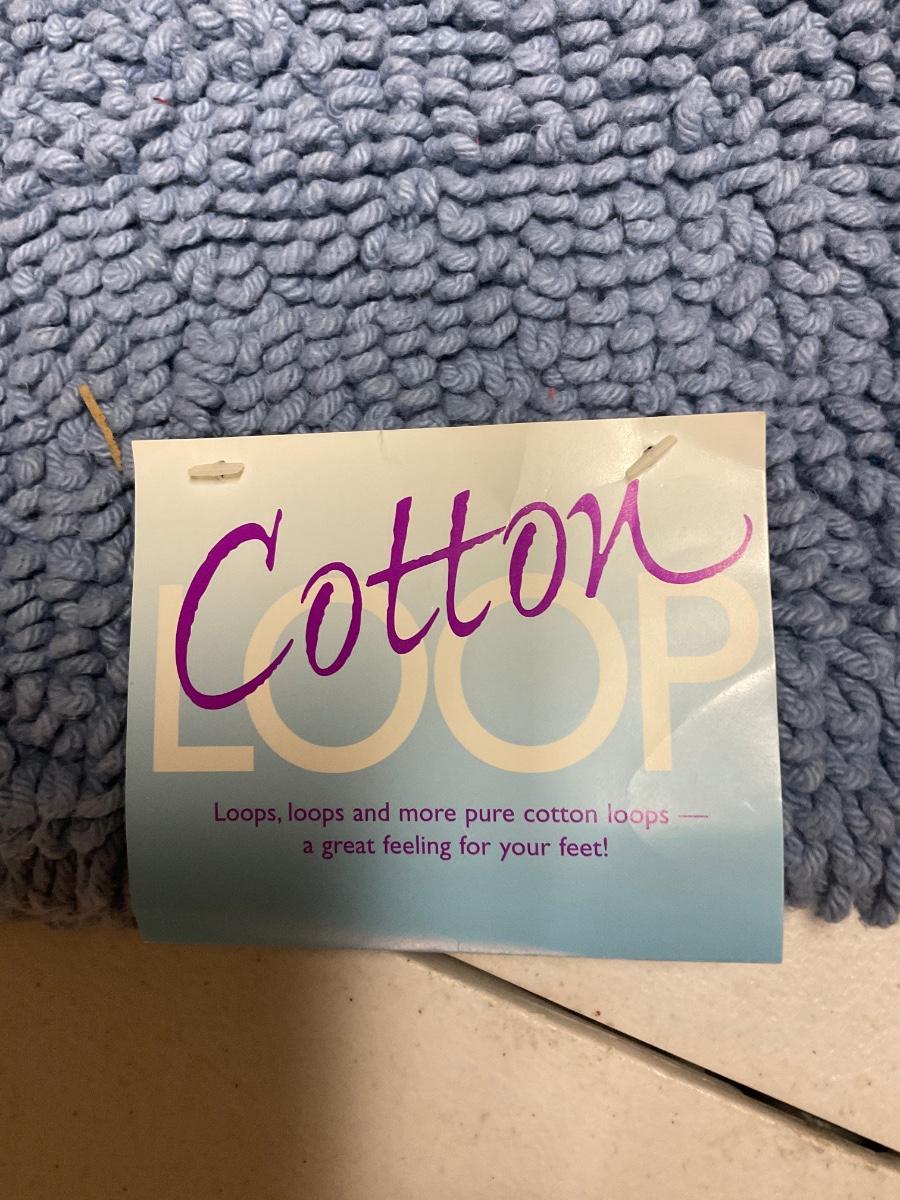 Cotton
LOOP
Loops, loops and more pure cotton loops —
a great feeling for your feet!